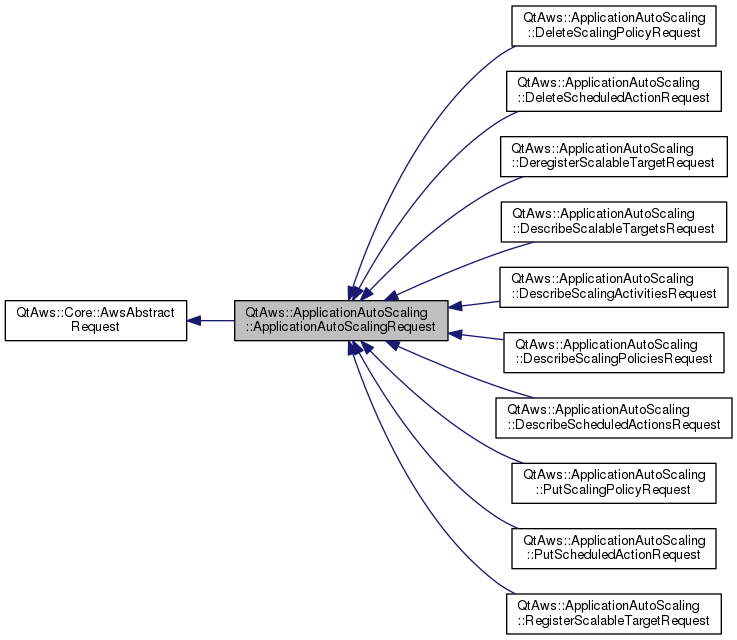 QtAws::Core::AwsAbstract
Request
QtAws::ApplicationAutoScaling
::ApplicationAutoScalingRequest
QtAws::ApplicationAutoScaling
::DeleteScalingPolicyRequest
QtAws::ApplicationAutoScaling
::DeleteScheduledActionRequest
QtAws::ApplicationAutoScaling
::DeregisterScalableTargetRequest
QtAws::ApplicationAutoScaling
::DescribeScalableTargetsRequest
QtAws::ApplicationAutoScaling
::DescribeScalingActivitiesRequest
QtAws::ApplicationAutoScaling
::DescribeScalingPoliciesRequest
QtAws::ApplicationAutoScaling
::DescribeScheduledActionsRequest
QtAws::ApplicationAutoScaling
::PutScalingPolicyRequest
QtAws::ApplicationAutoScaling
::PutScheduledActionRequest
QtAws::ApplicationAutoScaling
::RegisterScalableTargetRequest